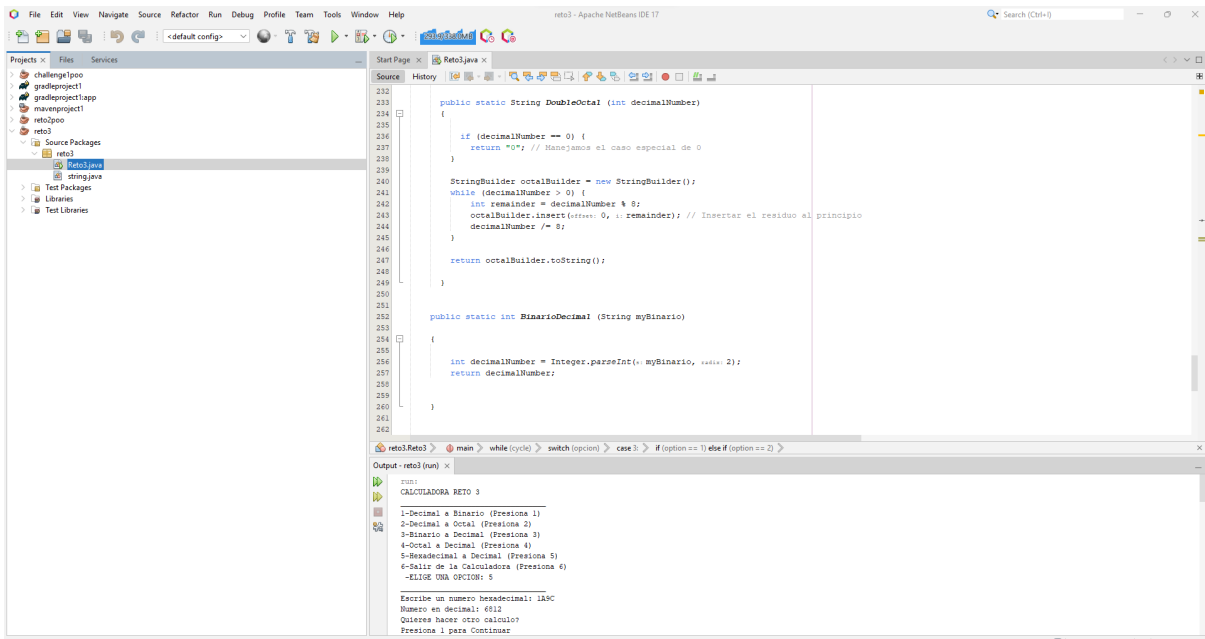 File Edit View Navigate Source Refactor Run Debug Profile Team Tools Window Help
reto3 - Apache NetBeans IDE 17
Search (Ctrl+I)
<default config>
Projects
Files
Services
challenge1poo
gradleproject1
gradleproject1:app
mavenproject1
reto2poo
reto3
Source Packages
reto3
Reto3.java
string.java
Test Packages
Libraries
Test Libraries
Start Page
Reto3.java
Source
History
232
233 public static String DoubleOctal (int decimalNumber)
234 {
235
236 if (decimalNumber == 0) {
237 return "0"; // Manejamos el caso especial de 0
238 }
239
240 StringBuilder octalBuilder = new StringBuilder();
241 while (decimalNumber > 0) {
242 int remainder = decimalNumber % 8;
243 octalBuilder.insert(offset: 0, i: remainder); // Insertar el residuo al principio
244 decimalNumber /= 8;
245 }
246
247 return octalBuilder.toString();
248
249 }
250
251
252 public static int BinarioDecimal (String myBinario)
253
254 {
255
256 int decimalNumber = Integer.parseInt(s: myBinario, radix: 2);
257 return decimalNumber;
258
259
260 }
261
262
reto3.Reto3 main while (cycle) switch (opcion) case 3: if (option == 1) else if (option == 2)
Output - reto3 (run)
run:
CALCULADORA RETO 3
1-Decimal a Binario (Presiona 1)
2-Decimal a Octal (Presiona 2)
3-Binario a Decimal (Presiona 3)
4-Octal a Decimal (Presiona 4)
5-Hexadecimal a Decimal (Presiona 5)
6-Salir de la Calculadora (Presiona 6)
-ELIGE UNA OPCION: 5
Escribe un numero hexadecimal: 1A9C
Numero en decimal: 6812
Quieres hacer otro calculo?
Presiona 1 para Continuar